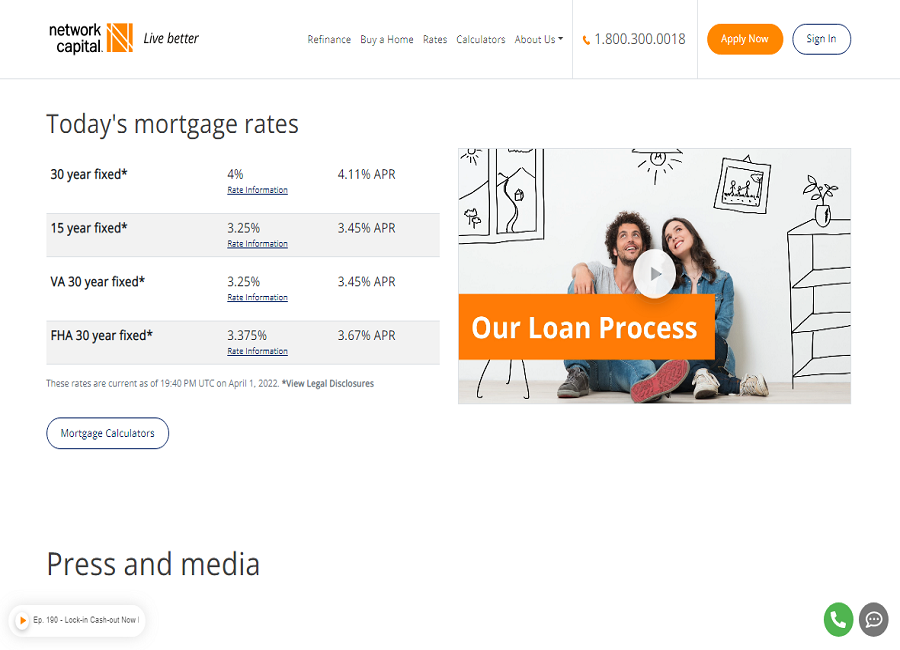 network
capital.
Live better
Refinance Buy a Home Rates Calculators About Us
1.800.300.0018
Apply Now
Sign In
Today's mortgage rates
30 year fixed* 4% 4.11% APR
Rate Information
15 year fixed* 3.25% 3.45% APR
Rate Information
VA 30 year fixed* 3.25% 3.45% APR
Rate Information
FHA 30 year fixed* 3.375% 3.67% APR
Rate Information
These rates are current as of 19:40 PM UTC on April 1, 2022. *View Legal Disclosures
Mortgage Calculators
Our Loan Process
Press and media
Ep. 190 - Lock-in Cash-out Now